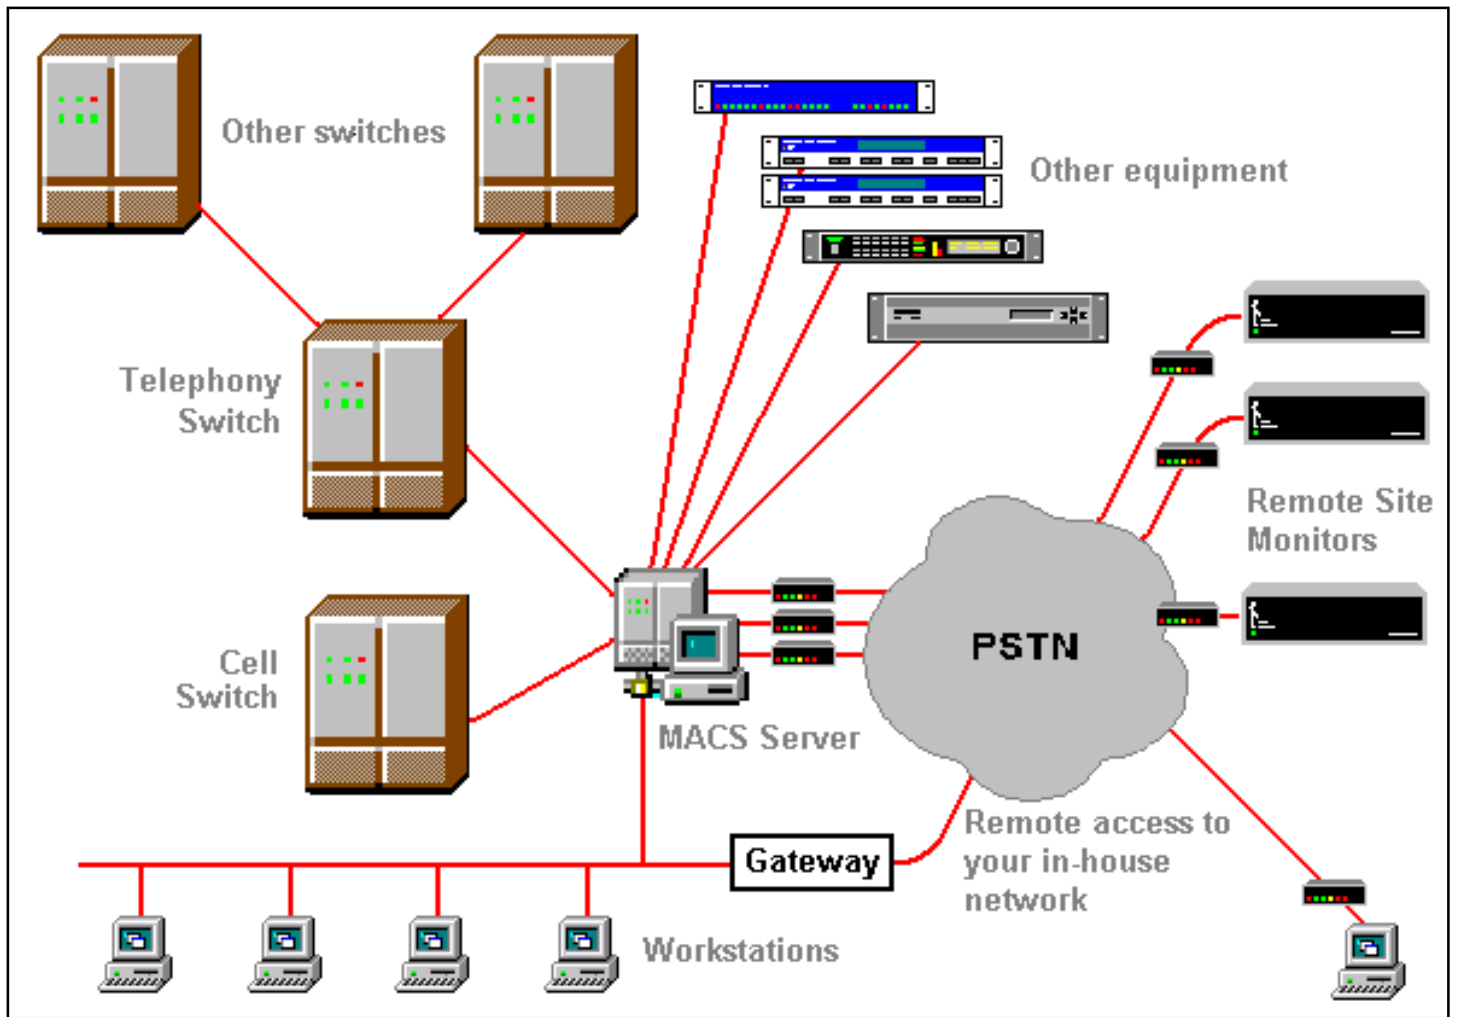 Other switches
Other equipment
Telephony
Switch
Remote Site
Monitors
PSTN
Cell
Switch
MACS Server
Remote access to
your in-house
network
Gateway
Workstations